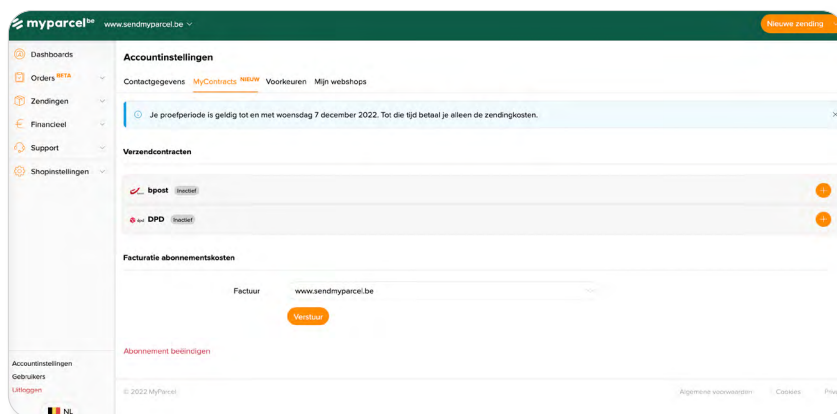 myparcel.be www.sendmyparcel.be
Nieuwe zending
Dashboards
Orders BETA
Zendingen
Financieel
Support
Shopinstellingen
Accountinstellingen
Gebruikers
Uitloggen
NL
Accountinstellingen
Contactgegevens MyContracts NIEUW Voorkeuren Mijn webshops
Je proefperiode is geldig tot en met woensdag 7 december 2022. Tot die tijd betaal je alleen de zendingkosten.
Verzendcontracten
bpost Inactief
dpd DPD Inactief
Facturatie abonnementskosten
Factuur www.sendmyparcel.be
Verstuur
Abonnement beëindigen
© 2022 MyParcel
Algemene voorwaarden Cookies Priv